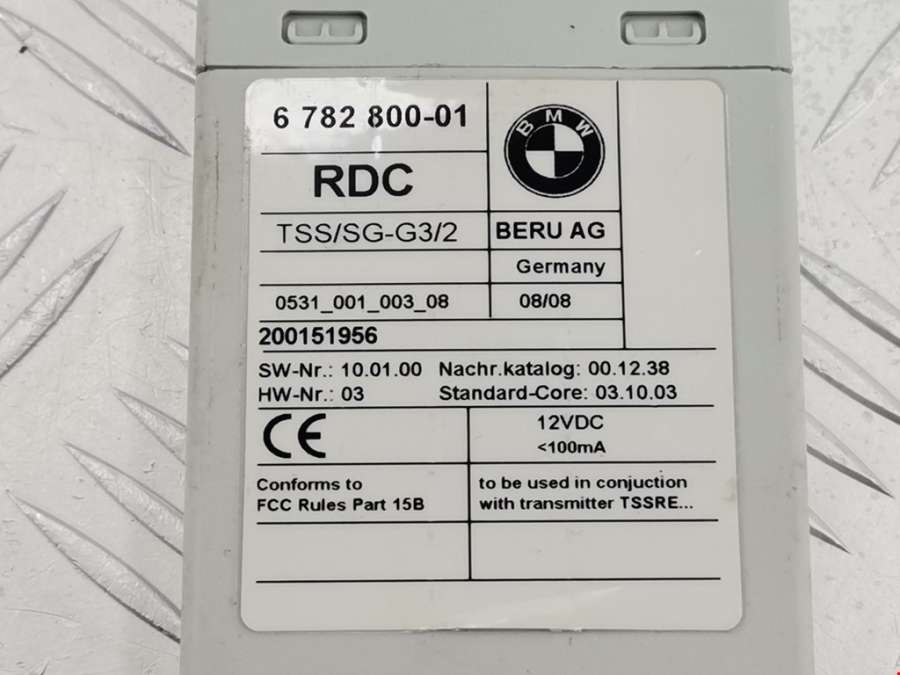 6 782 800-01
BMW
RDC
TSS/SG-G3/2
BERU AG
Germany
0531_001_003_08
08/08
200151956
SW-Nr.: 10.01.00 Nachr.katalog: 00.12.38
HW-Nr.: 03 Standard-Core: 03.10.03
CE
12VDC
<100mA
Conforms to
FCC Rules Part 15B
to be used in conjuction
with transmitter TSSRE...